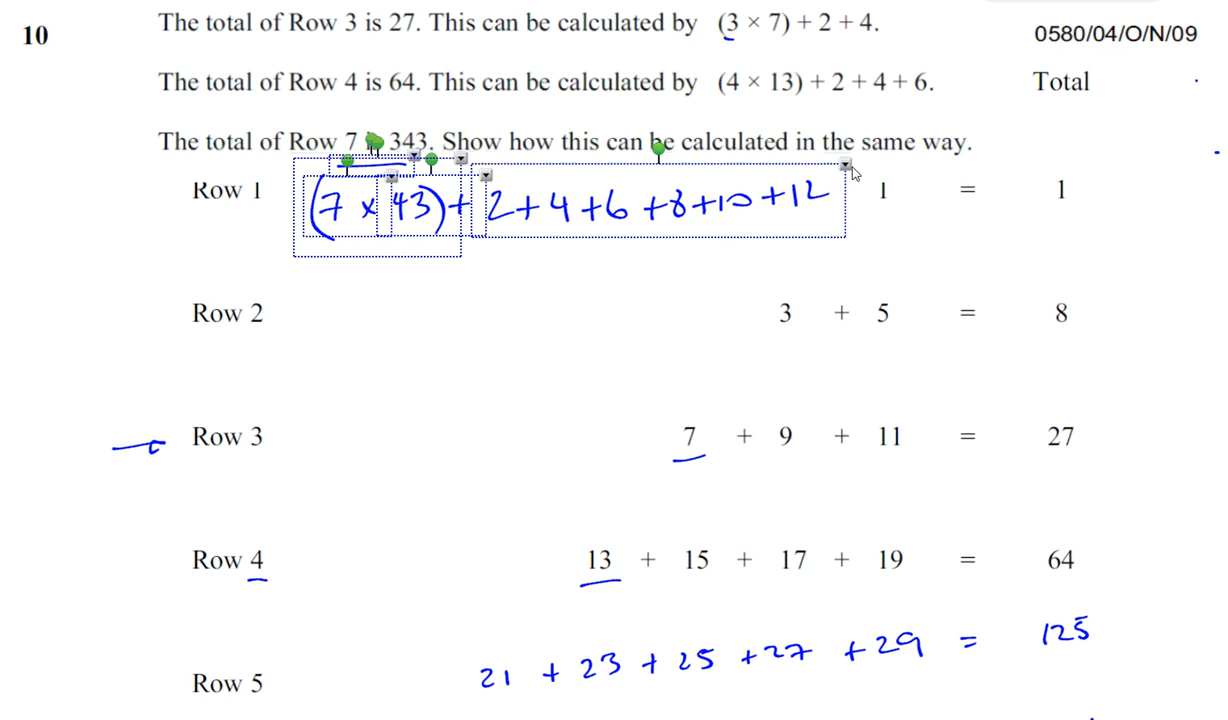 10 The total of Row 3 is 27. This can be calculated by (3 × 7) + 2 + 4. 0580/04/O/N/09
The total of Row 4 is 64. This can be calculated by (4 × 13) + 2 + 4 + 6. Total
The total of Row 7 343. Show how this can be calculated in the same way.
Row 1 (7 × 43) + 2 + 4 + 6 + 8 + 10 + 12 1 = 1
Row 2 3 + 5 = 8
Row 3 7 + 9 + 11 = 27
Row 4 13 + 15 + 17 + 19 = 64
Row 5 21 + 23 + 25 + 27 + 29 = 125